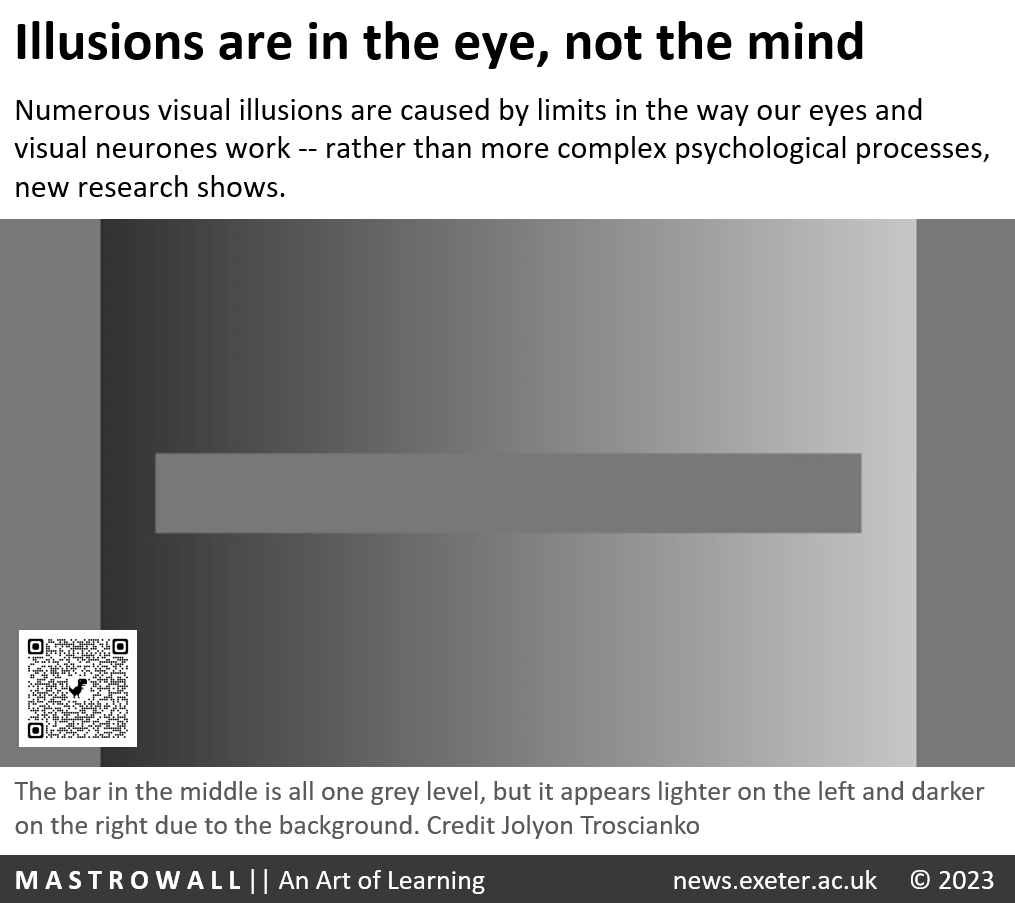 Illusions are in the eye, not the mind
Numerous visual illusions are caused by limits in the way our eyes and
visual neurones work -- rather than more complex psychological processes,
new research shows.
The bar in the middle is all one grey level, but it appears lighter on the left and darker
on the right due to the background. Credit Jolyon Troscianko
MASTROWALL || An Art of Learning news.exeter.ac.uk © 2023